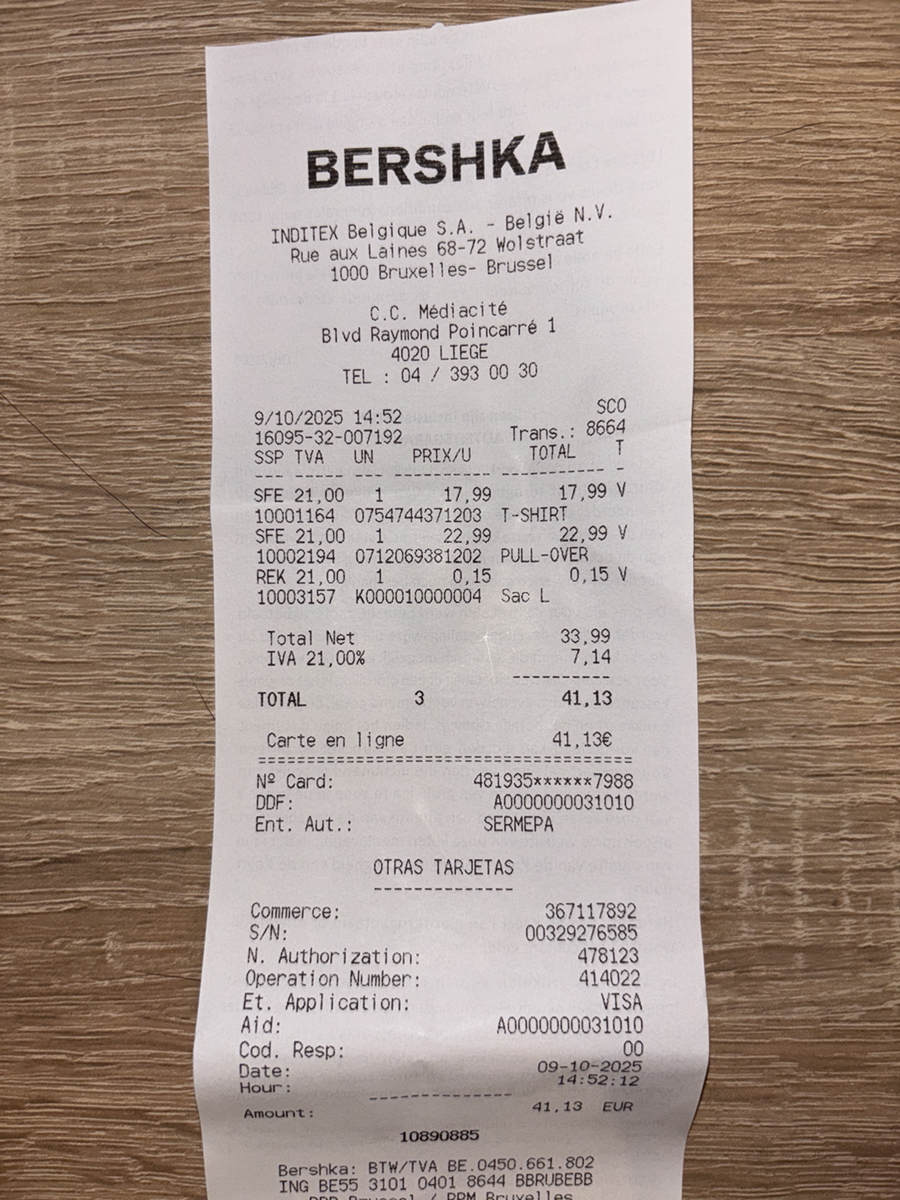 BERSHKA
INDITEX Belgique S.A. - België N.V.
Rue aux Laines 68-72 Wolstraat
1000 Bruxelles- Brussel
C.C. Médiacité
Blvd Raymond Poincarré 1
4020 LIEGE
TEL : 04 / 393 00 30
SCO
9/10/2025 14:52
16095-32-007192 Trans.: 8664
SSP TVA UN PRIX/U TOTAL T
SFE 21,00 1 17,99 17,99 V
10001164 0754744371203 T-SHIRT
SFE 21,00 1 22,99 22,99 V
10002194 0712069381202 PULL-OVER
REK 21,00 1 0,15 0,15 V
10003157 K000010000004 Sac L
Total Net 33,99
IVA 21,00% 7,14
TOTAL 3 41,13
Carte en ligne 41,13€
Nº Card: 481935******7988
DDF: A0000000031010
Ent. Aut.: SERMEPA
OTRAS TARJETAS
Commerce: 367117892
S/N: 00329276585
N. Authorization: 478123
Operation Number: 414022
Et. Application: VISA
Aid: A0000000031010
Cod. Resp: 00
Date: 09-10-2025
Hour: 14:52:12
Amount: 41,13 EUR
10890885
Bershka: BTW/TVA BE.0450.661.802
ING BE55 3101 0401 8644 BBRUBEBB
/ RPM Bruxelles